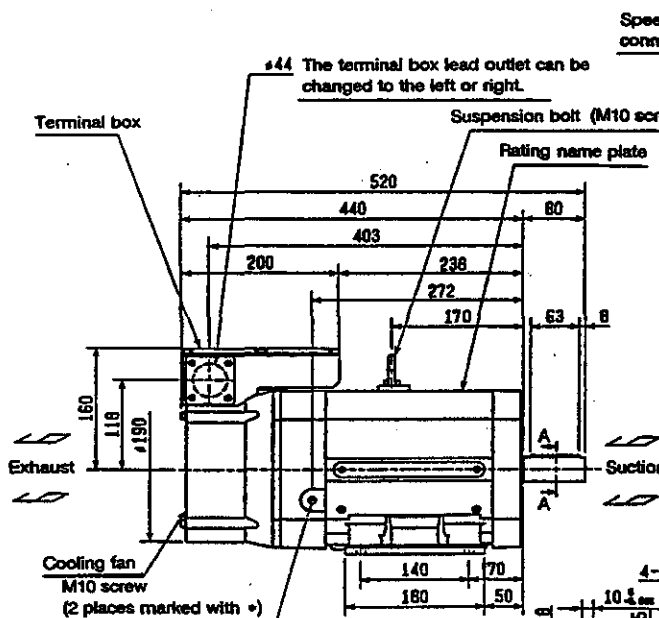 Spee
conn
ø44 The terminal box lead outlet can be
changed to the left or right.
Terminal box
Suspension bolt (M10 scr
Rating name plate
520
440
80
403
200
238
272
170
63
8
160
118
ø190
A
Exhaust
Suction
A
Cooling fan
M10 screw
(2 places marked with *)
140
70
180
50
4-
10